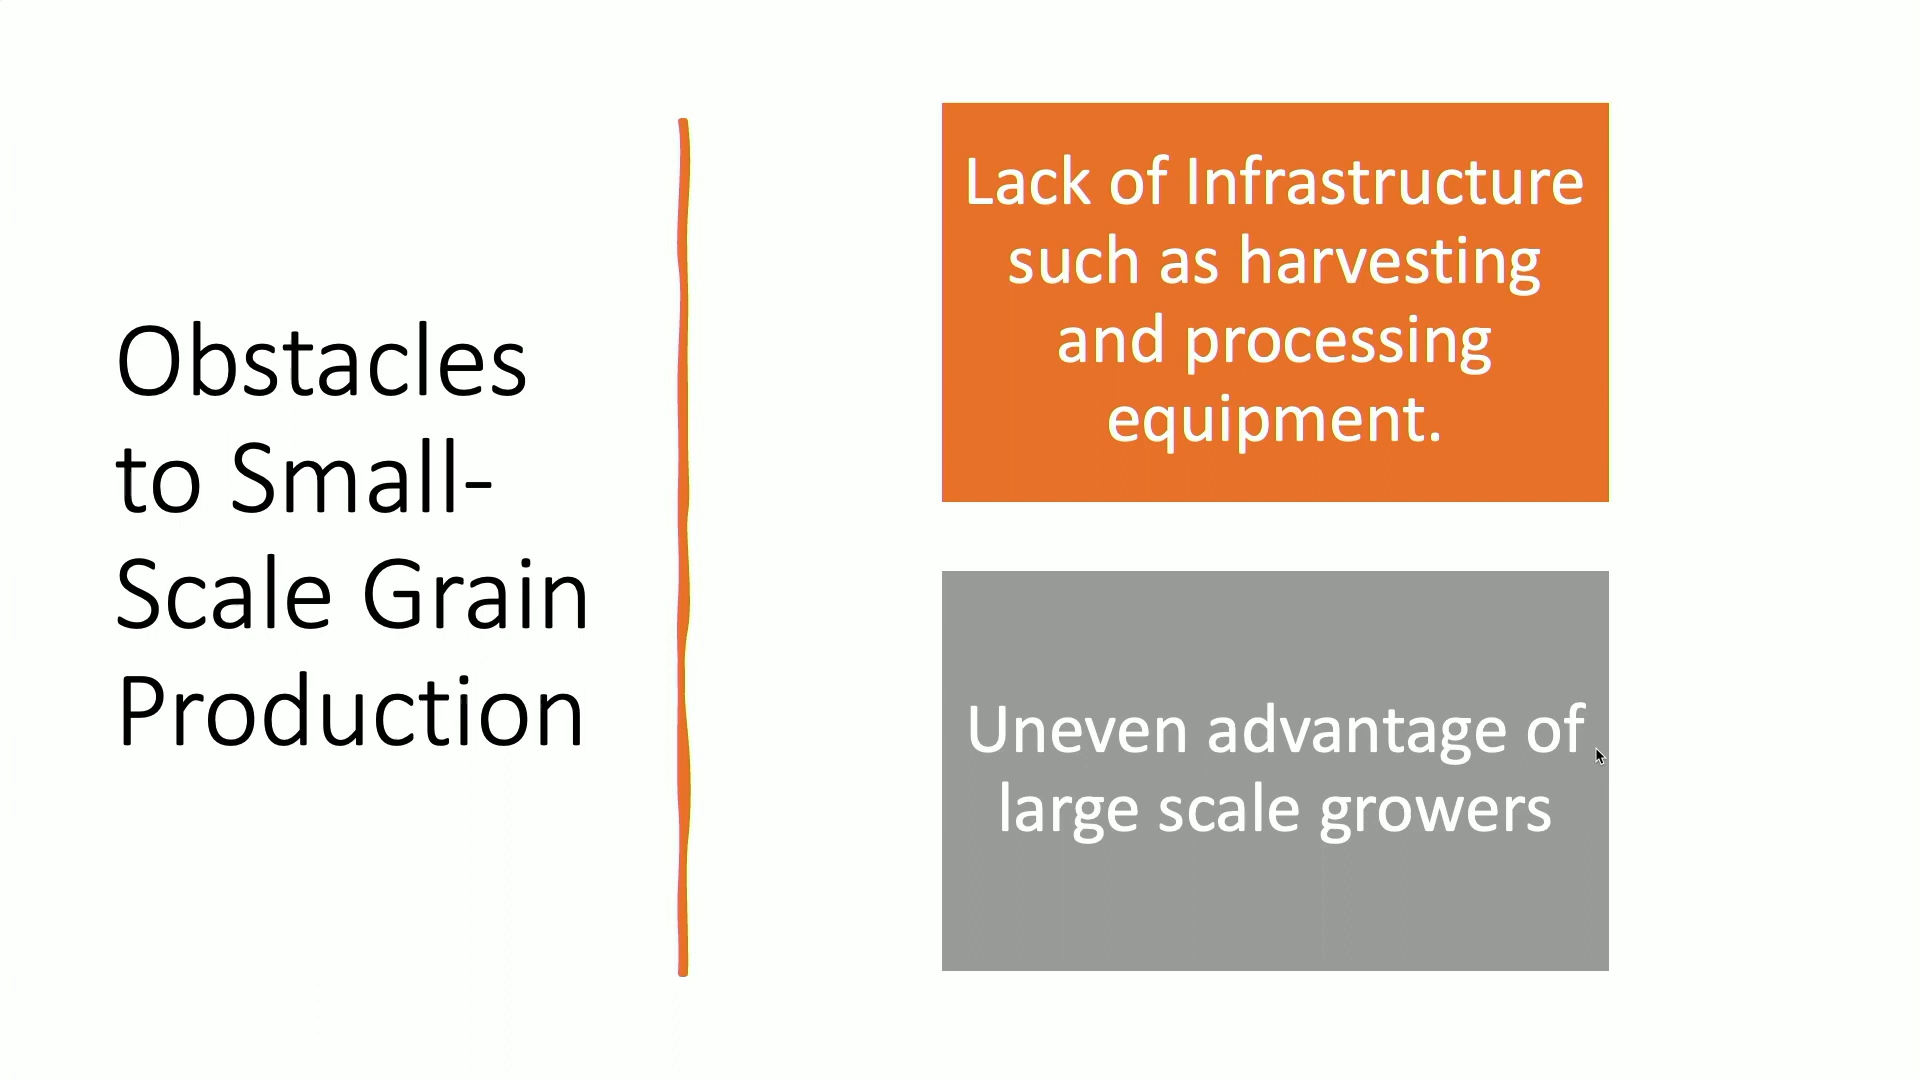 Obstacles
to Small-
Scale Grain
Production
Lack of Infrastructure
such as harvesting
and processing
equipment.
Uneven advantage of
large scale growers